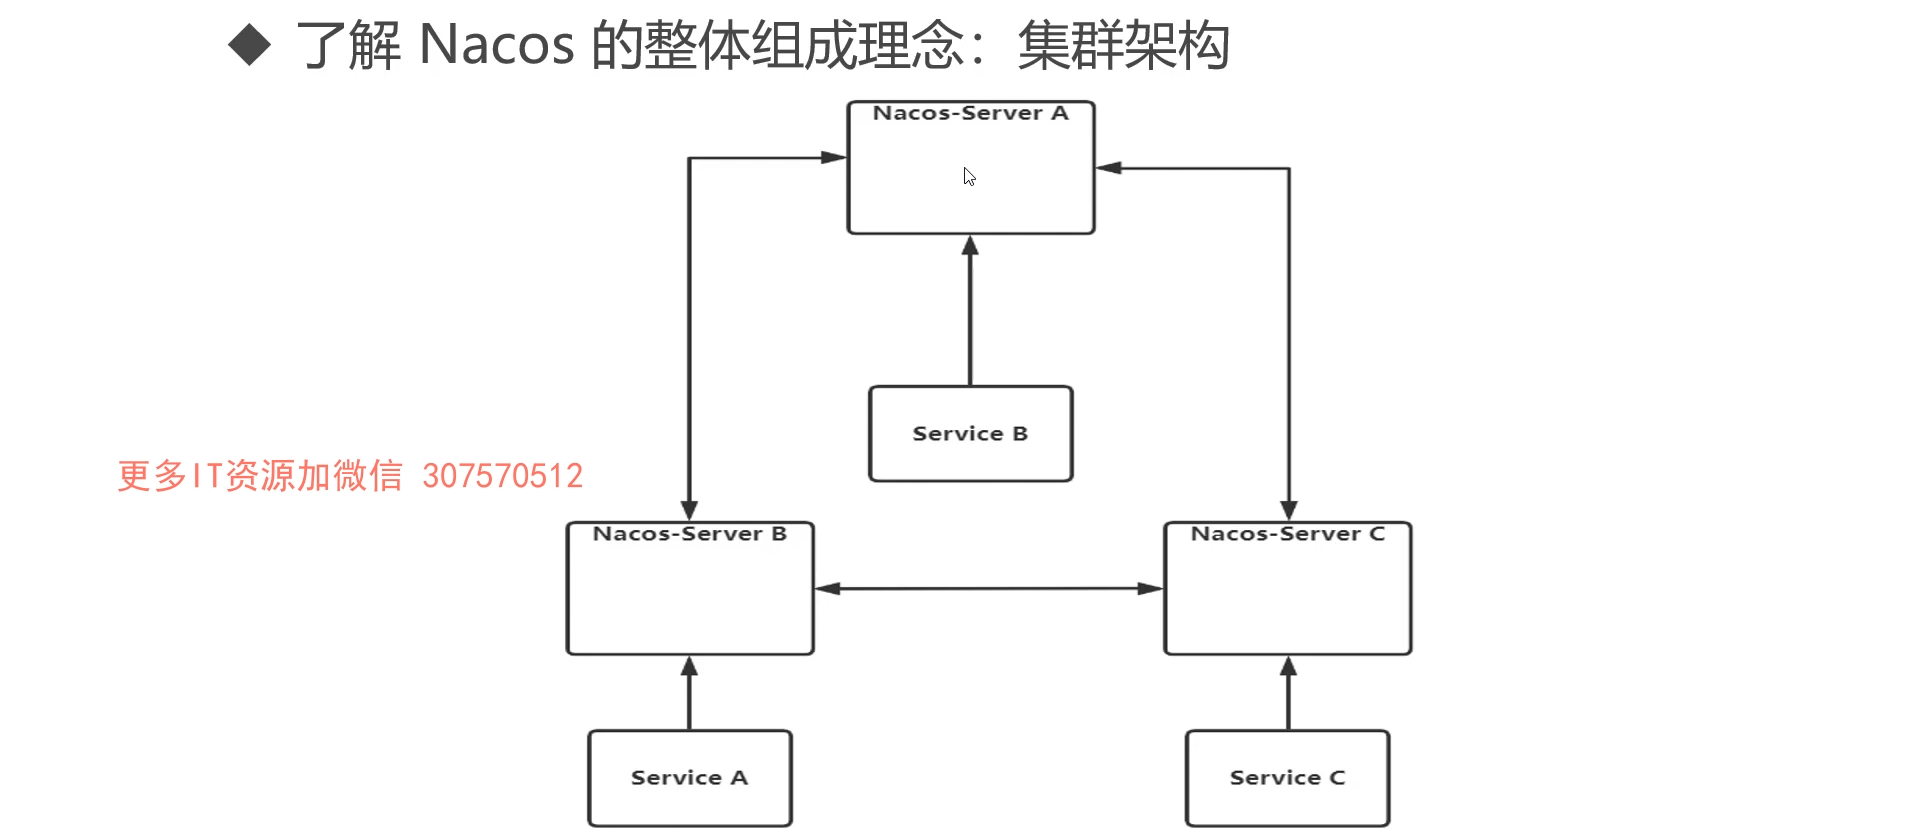 ◆ 了解 Nacos 的整体组成理念：集群架构
Nacos-Server A
Service B
更多IT资源加微信 307570512
Nacos-Server B
Nacos-Server C
Service A
Service C